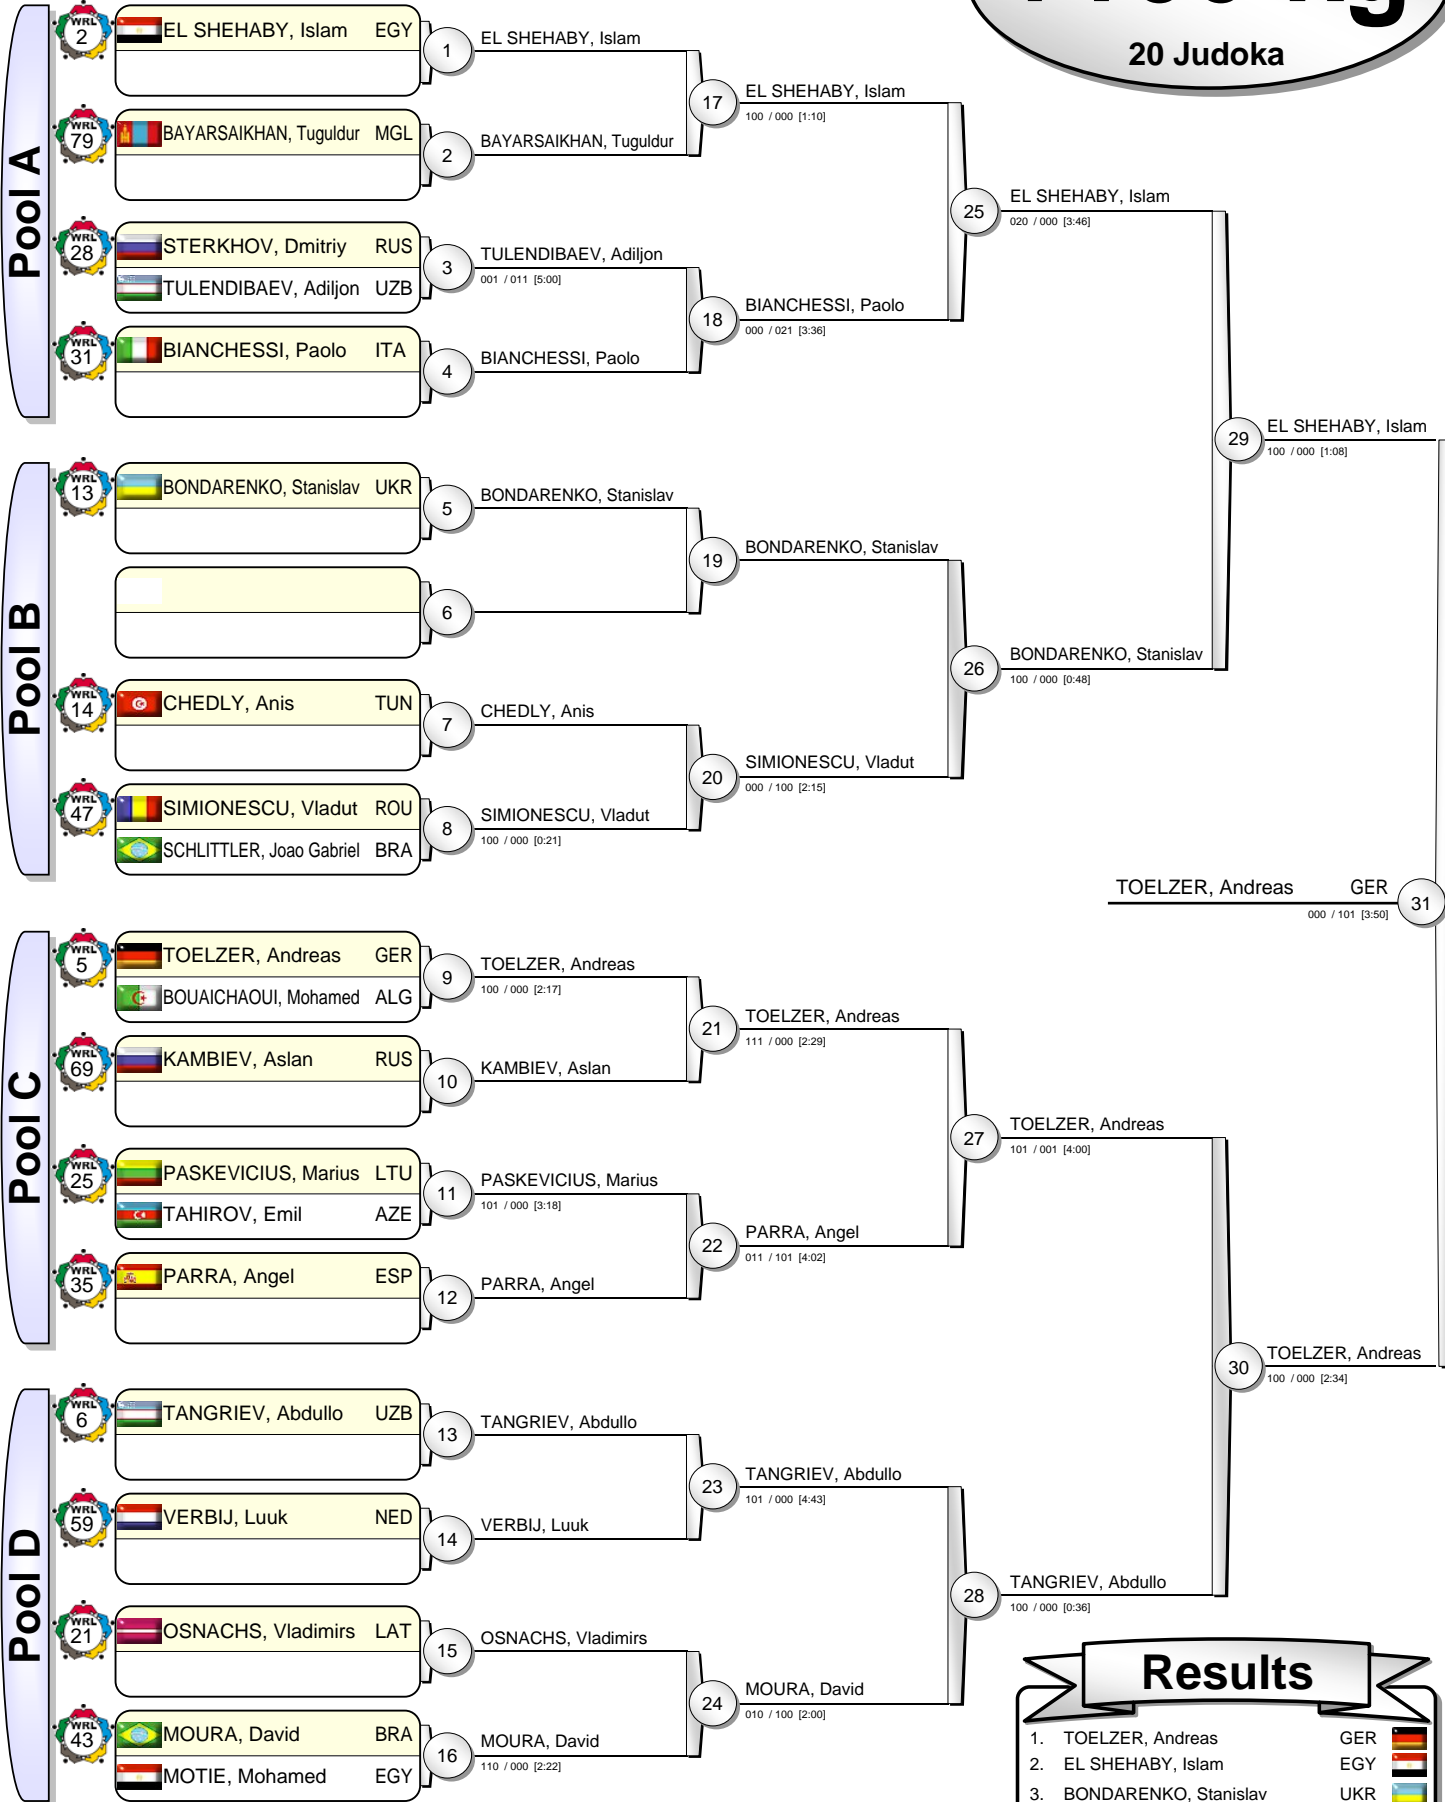 20 Judoka
Pool A
WRL 2
EL SHEHABY, Islam EGY
1
EL SHEHABY, Islam
WRL 79
BAYARSAIKHAN, Tuguldur MGL
2
BAYARSAIKHAN, Tuguldur
17
EL SHEHABY, Islam
100 / 000 [1:10]
WRL 28
STERKHOV, Dmitriy RUS
TULENDIBAEV, Adiljon UZB
3
TULENDIBAEV, Adiljon
001 / 011 [5:00]
WRL 31
BIANCHESSI, Paolo ITA
4
BIANCHESSI, Paolo
18
BIANCHESSI, Paolo
000 / 021 [3:36]
25
EL SHEHABY, Islam
020 / 000 [3:46]
Pool B
WRL 13
BONDARENKO, Stanislav UKR
5
BONDARENKO, Stanislav
6
19
BONDARENKO, Stanislav
WRL 14
CHEDLY, Anis TUN
7
CHEDLY, Anis
WRL 47
SIMIONESCU, Vladut ROU
SCHLITTLER, Joao Gabriel BRA
8
SIMIONESCU, Vladut
100 / 000 [0:21]
20
SIMIONESCU, Vladut
000 / 100 [2:15]
26
BONDARENKO, Stanislav
100 / 000 [0:48]
29
EL SHEHABY, Islam
100 / 000 [1:08]
TOELZER, Andreas GER
31
000 / 101 [3:50]
Pool C
WRL 5
TOELZER, Andreas GER
BOUAICHAOUI, Mohamed ALG
9
TOELZER, Andreas
100 / 000 [2:17]
WRL 69
KAMBIEV, Aslan RUS
10
KAMBIEV, Aslan
21
TOELZER, Andreas
111 / 000 [2:29]
WRL 25
PASKEVICIUS, Marius LTU
TAHIROV, Emil AZE
11
PASKEVICIUS, Marius
101 / 000 [3:18]
WRL 35
PARRA, Angel ESP
12
PARRA, Angel
22
PARRA, Angel
011 / 101 [4:02]
27
TOELZER, Andreas
101 / 001 [4:00]
Pool D
WRL 6
TANGRIEV, Abdullo UZB
13
TANGRIEV, Abdullo
WRL 59
VERBIJ, Luuk NED
14
VERBIJ, Luuk
23
TANGRIEV, Abdullo
101 / 000 [4:43]
WRL 21
OSNACHS, Vladimirs LAT
15
OSNACHS, Vladimirs
WRL 43
MOURA, David BRA
MOTIE, Mohamed EGY
16
MOURA, David
110 / 000 [2:22]
24
MOURA, David
010 / 100 [2:00]
28
TANGRIEV, Abdullo
100 / 000 [0:36]
30
TOELZER, Andreas
100 / 000 [2:34]
Results
1. TOELZER, Andreas GER
2. EL SHEHABY, Islam EGY
3. BONDARENKO, Stanislav UKR